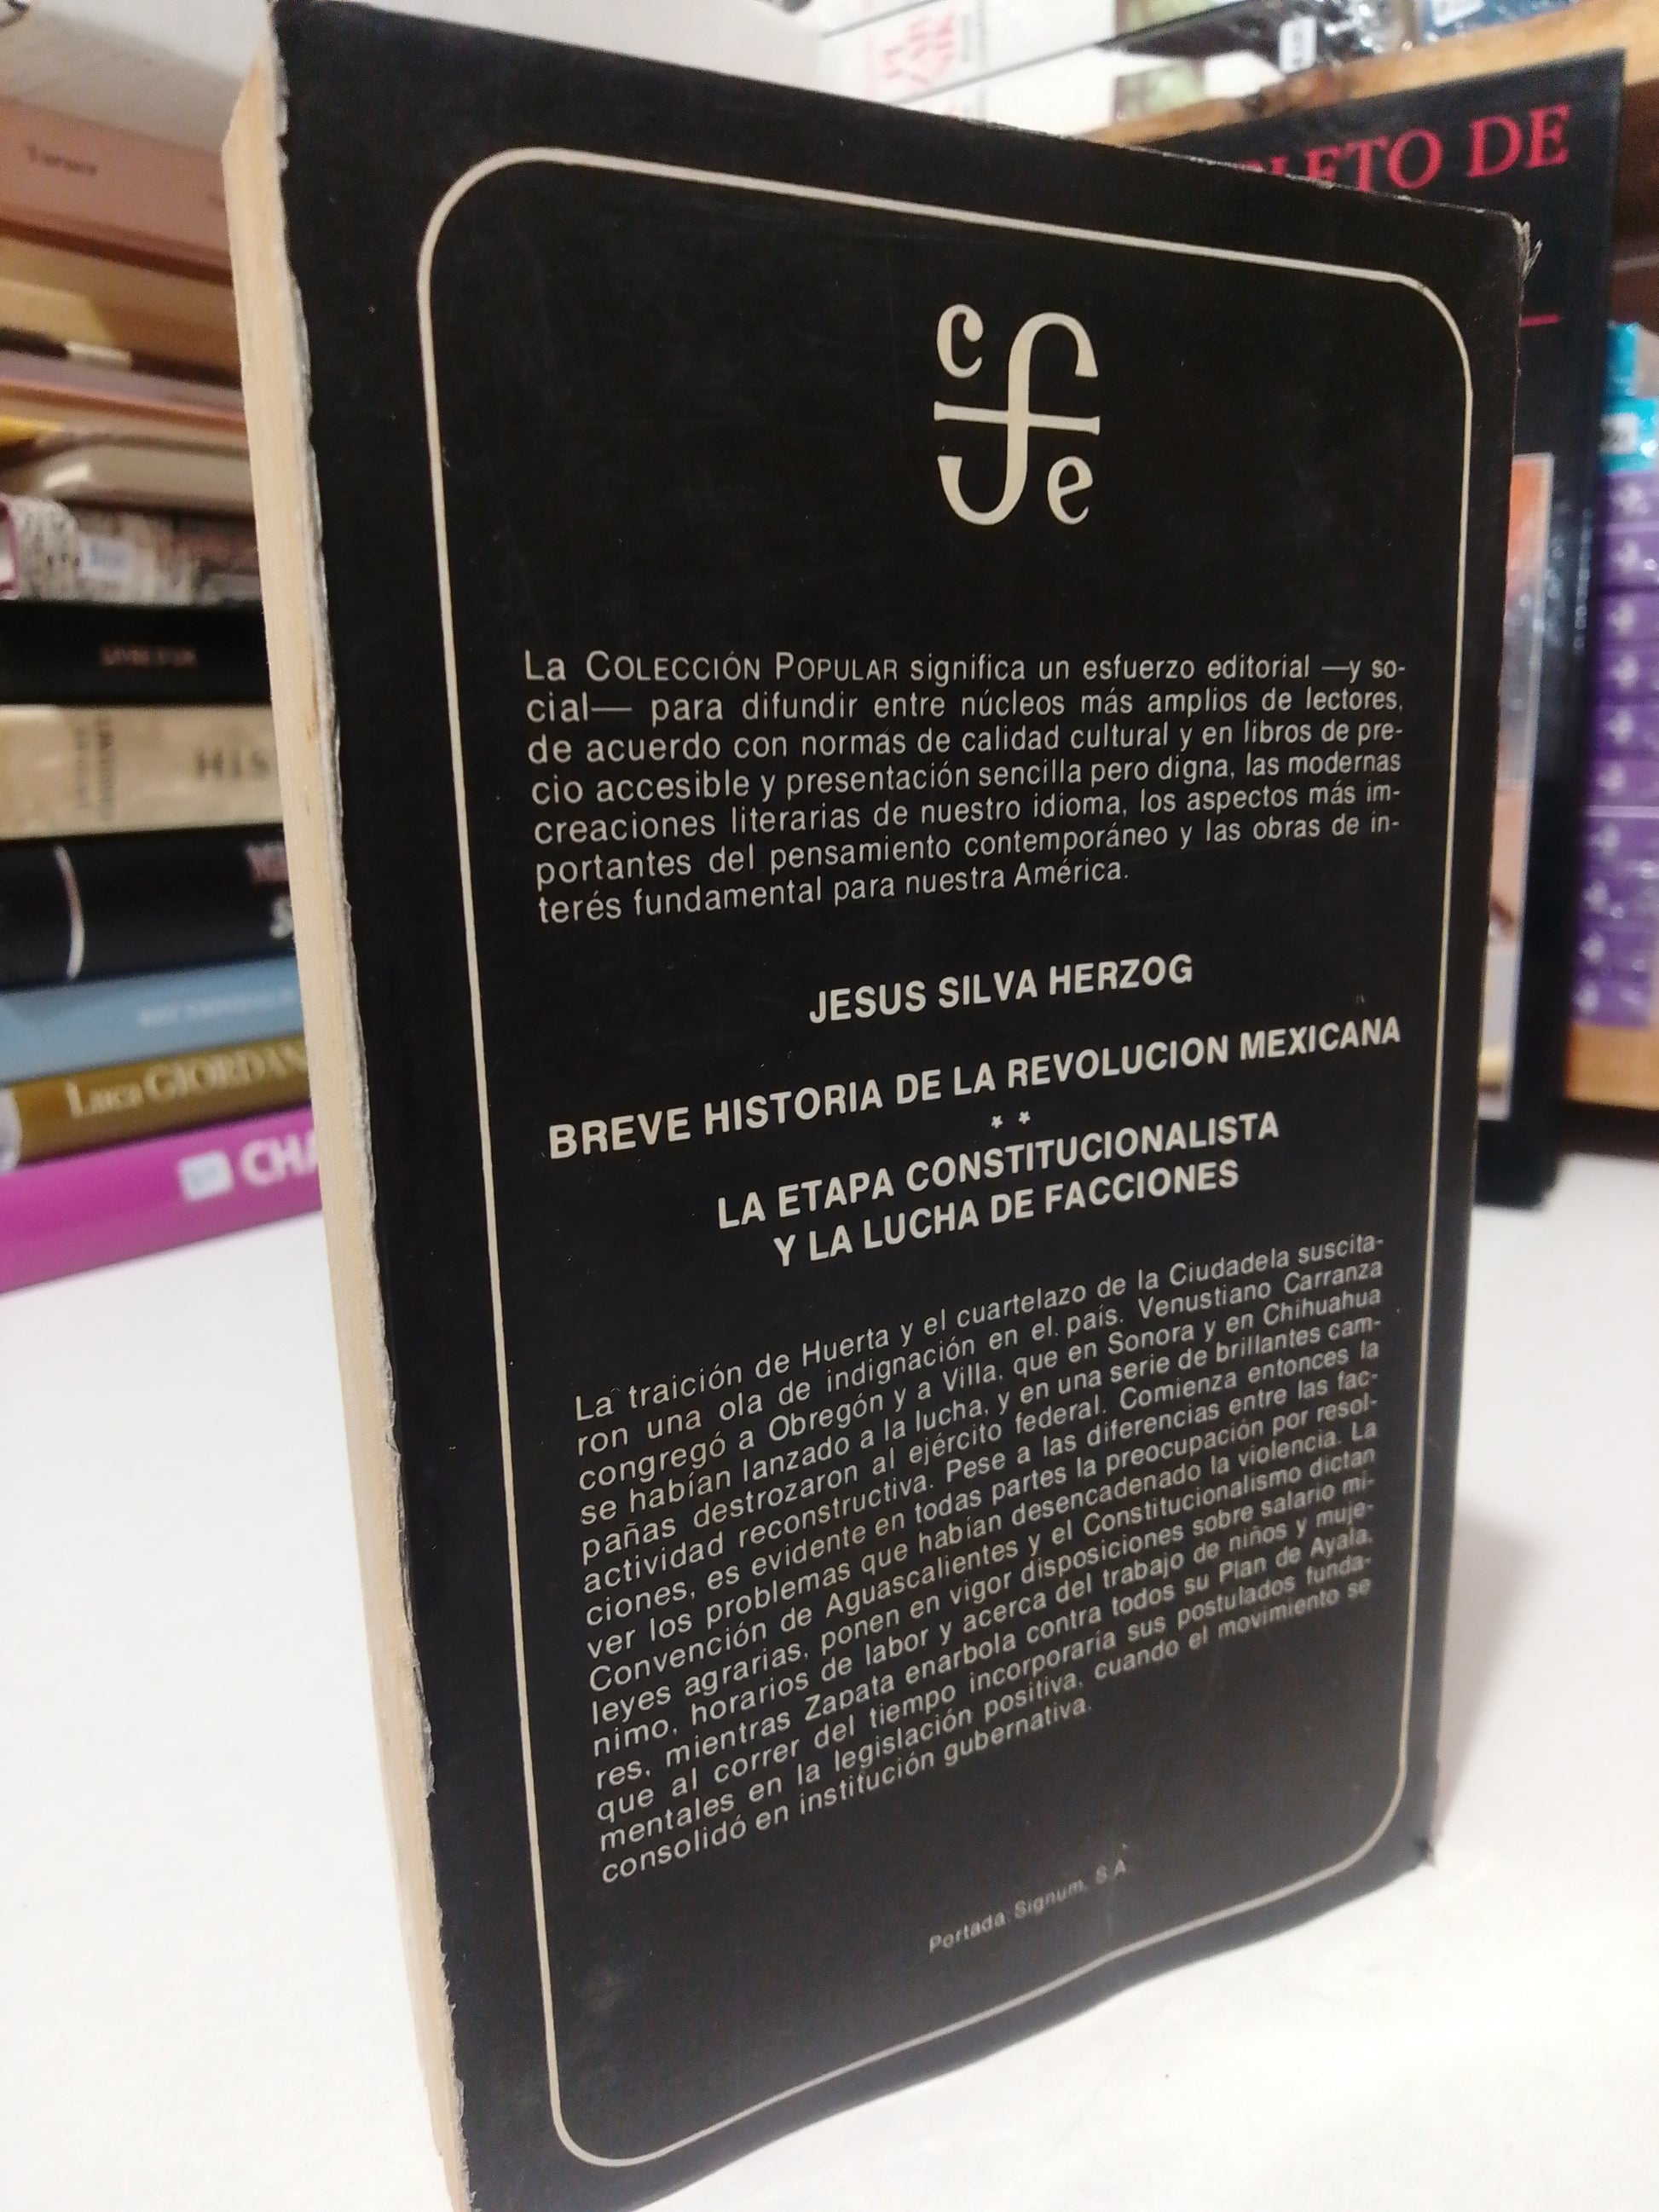 LETO DE
Turner
HIS
Luca GIORDAN
CHA
c f e
La COLECCIÓN POPULAR significa un esfuerzo editorial —y so-
cial— para difundir entre núcleos más amplios de lectores,
de acuerdo con normas de calidad cultural y en libros de pre-
cio accesible y presentación sencilla pero digna, las modernas
creaciones literarias de nuestro idioma, los aspectos más im-
portantes del pensamiento contemporáneo y las obras de in-
terés fundamental para nuestra América.
JESUS SILVA HERZOG
BREVE HISTORIA DE LA REVOLUCION MEXICANA
* *
LA ETAPA CONSTITUCIONALISTA
Y LA LUCHA DE FACCIONES
La traición de Huerta y el cuartelazo de la Ciudadela suscita-
ron una ola de indignación en el país. Venustiano Carranza
congregó a Obregón y a Villa, que en Sonora y en Chihuahua
se habían lanzado a la lucha, y en una serie de brillantes cam-
pañas destrozaron al ejército federal. Comienza entonces la
actividad reconstructiva. Pese a las diferencias entre las fac-
ciones, es evidente en todas partes la preocupación por resol-
ver los problemas que habían desencadenado la violencia. La
Convención de Aguascalientes y el Constitucionalismo dictan
leyes agrarias, ponen en vigor disposiciones sobre salario mí-
nimo, horarios de labor y acerca del trabajo de niños y muje-
res, mientras Zapata enarbola contra todos su Plan de Ayala,
que al correr del tiempo incorporaría sus postulados funda-
mentales en la legislación positiva, cuando el movimiento se
consolidó en institución gubernativa.
Portada: Signum, S.A.